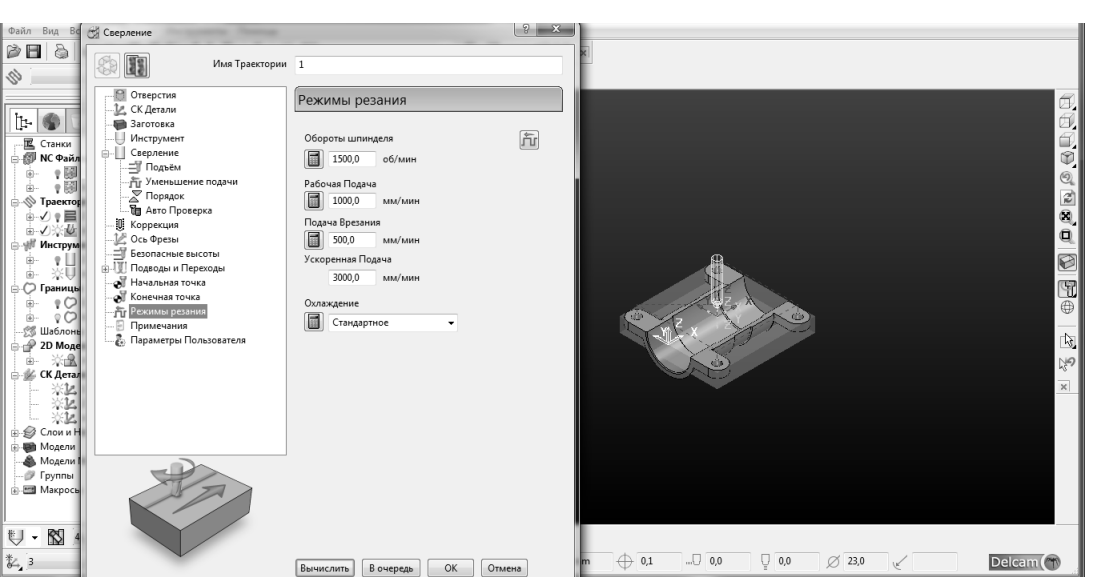 Файл Вид
Сверление
Имя Траектории 1
Отверстия
СК Детали
Заготовка
Инструмент
Сверление
Подъём
Уменьшение подачи
Порядок
Авто Проверка
Коррекция
Ось Фрезы
Безопасные высоты
Подводы и Переходы
Начальная точка
Конечная точка
Режимы резания
Примечания
Параметры Пользователя
Режимы резания
Обороты шпинделя
1500,0 об/мин
Рабочая Подача
1000,0 мм/мин
Подача Врезания
500,0 мм/мин
Ускоренная Подача
3000,0 мм/мин
Охлаждение
Стандартное
Вычислить В очередь OK Отмена
Станки
NC Файл
Траектор
Инструм
Границы
Шаблоны
2D Моде
СК Детал
Слои и Н
Модели
Модели
Группы
Макросы
4
3
Z X
Y Z X
0,1 0,0 0,0 23,0
Delcam